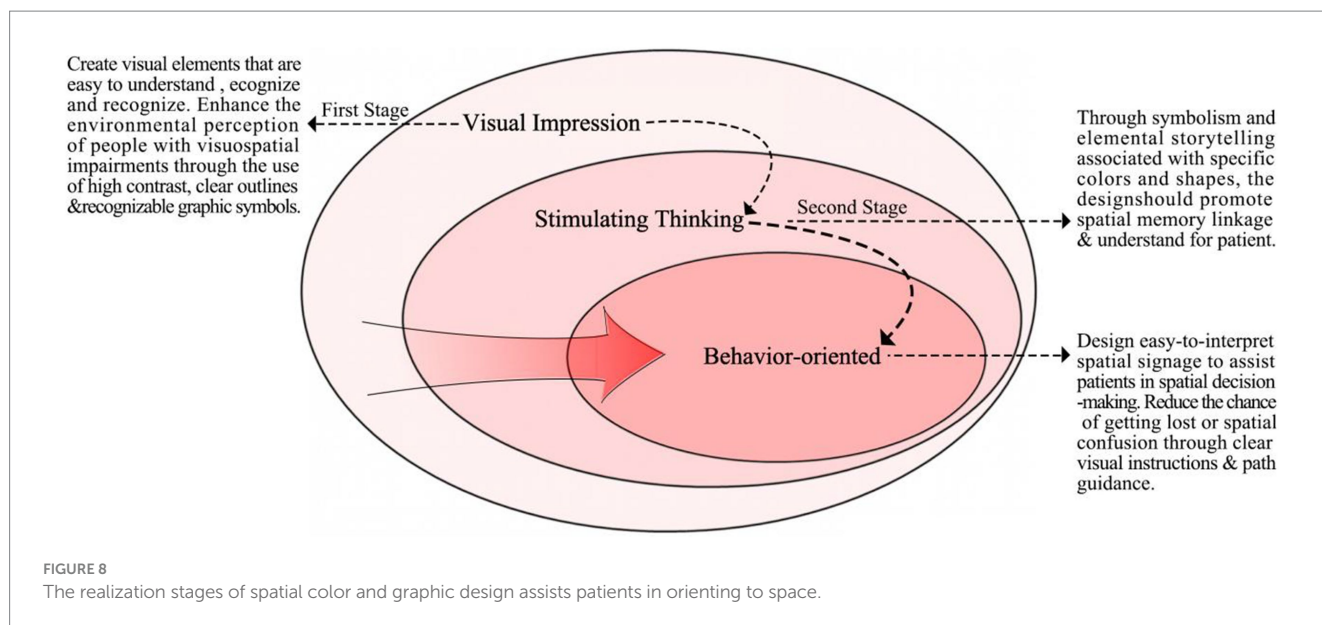 Create visual elements that are
easy to understand , ecognize
and recognize. Enhance the
environmental perception
of people with visuospatial
impairments through the use
of high contrast, clear outlines
&recognizable graphic symbols.
First Stage
Visual Impression
Stimulating Thinking
Second Stage
Through symbolism and
elemental storytelling
associated with specific
colors and shapes, the
designshould promote
spatial memory linkage
& understand for patient.
Behavior-oriented
Design easy-to-interpret
spatial signage to assist
patients in spatial decision
-making. Reduce the chance
of getting lost or spatial
confusion through clear
visual instructions & path
guidance.
FIGURE 8
The realization stages of spatial color and graphic design assists patients in orienting to space.